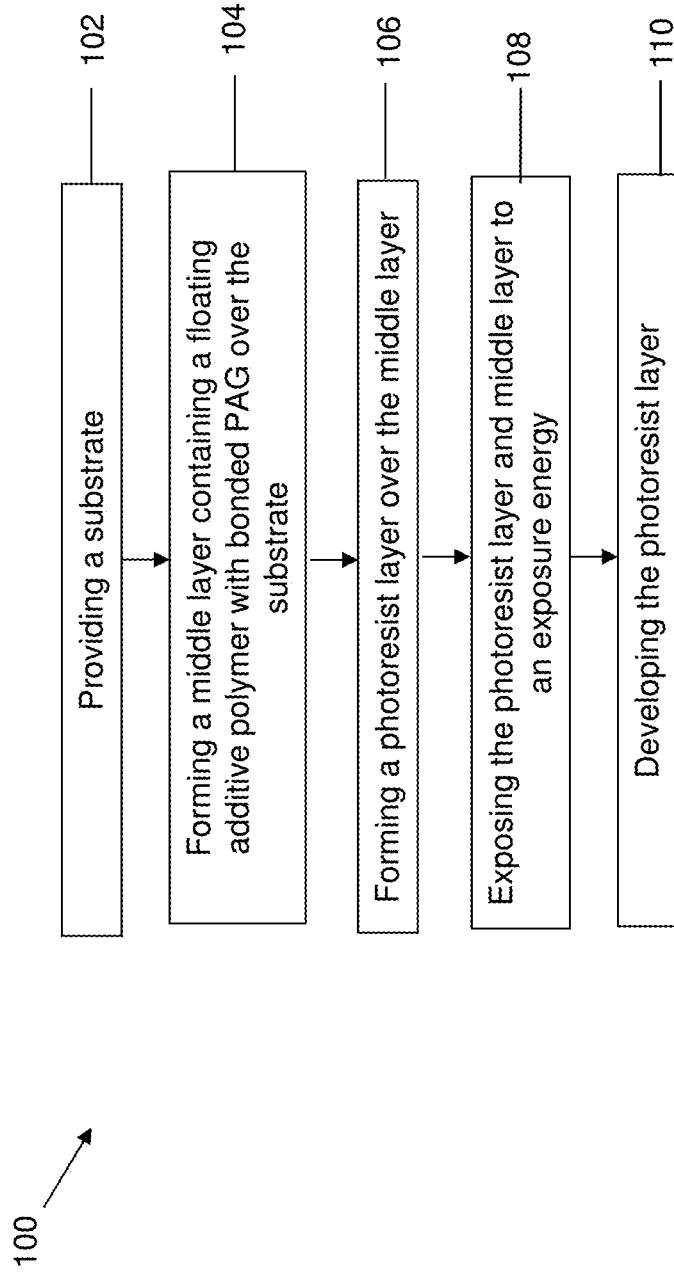 100
Providing a substrate
102
Forming a middle layer containing a floating
additive polymer with bonded PAG over the
substrate
104
Forming a photoresist layer over the middle layer
106
Exposing the photoresist layer and middle layer to
an exposure energy
108
Developing the photoresist layer
110